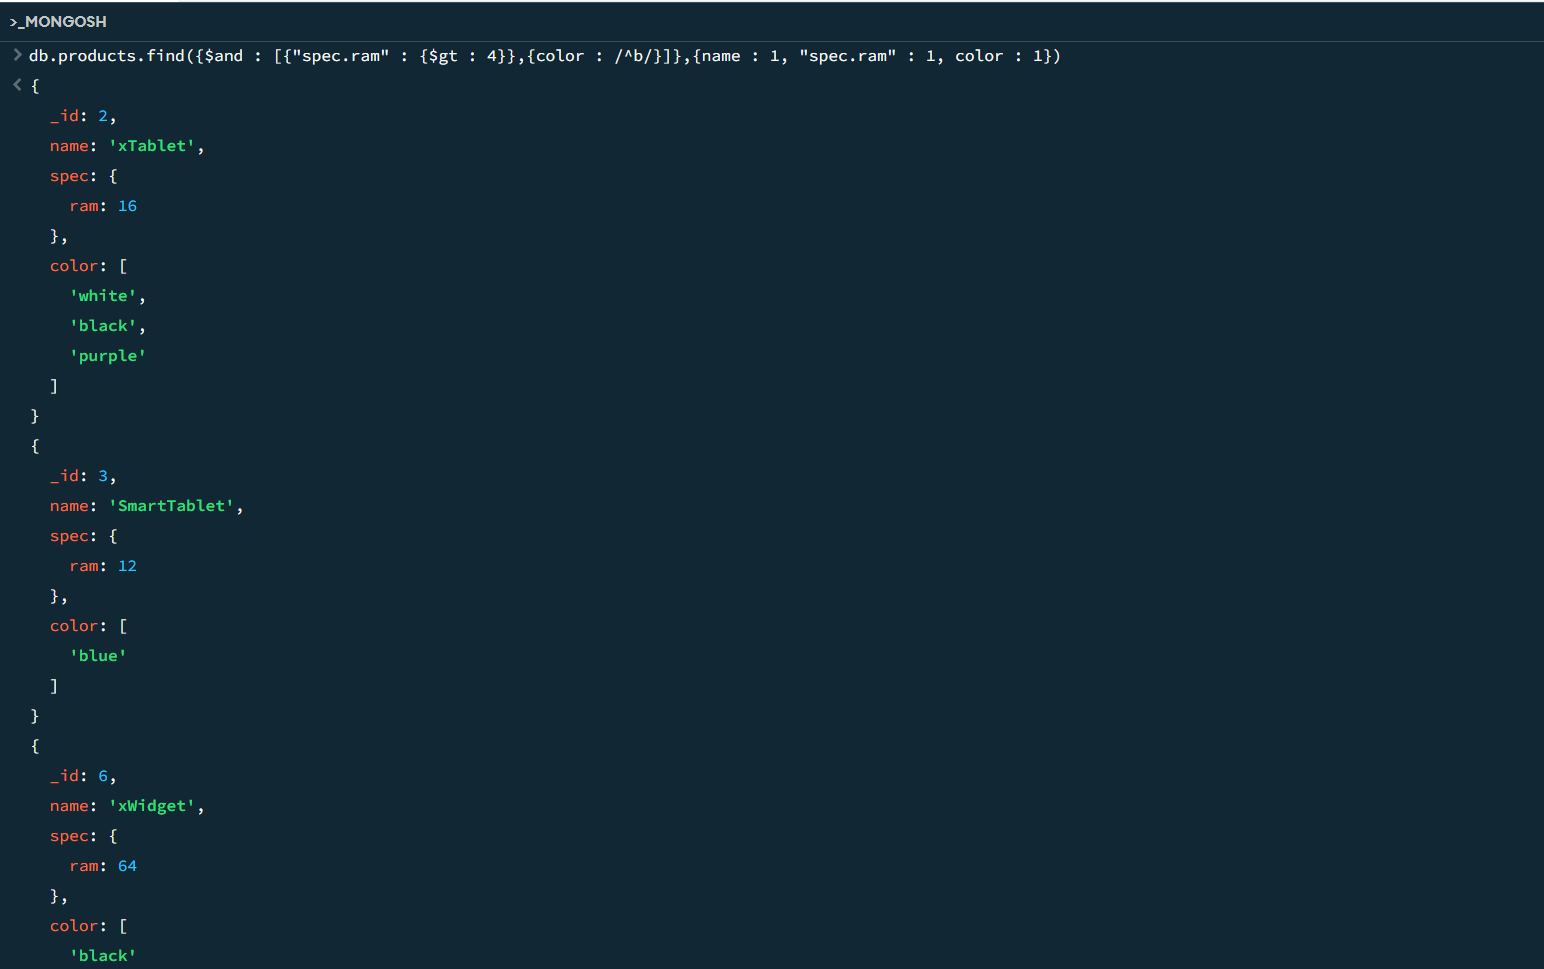 >_MONGOSH
> db.products.find({$and : [{"spec.ram" : {$gt : 4}},{color : /^b/}]},{name : 1, "spec.ram" : 1, color : 1})
< {
_id: 2,
name: 'xTablet',
spec: {
ram: 16
},
color: [
'white',
'black',
'purple'
]
}
{
_id: 3,
name: 'SmartTablet',
spec: {
ram: 12
},
color: [
'blue'
]
}
{
_id: 6,
name: 'xWidget',
spec: {
ram: 64
},
color: [
'black'